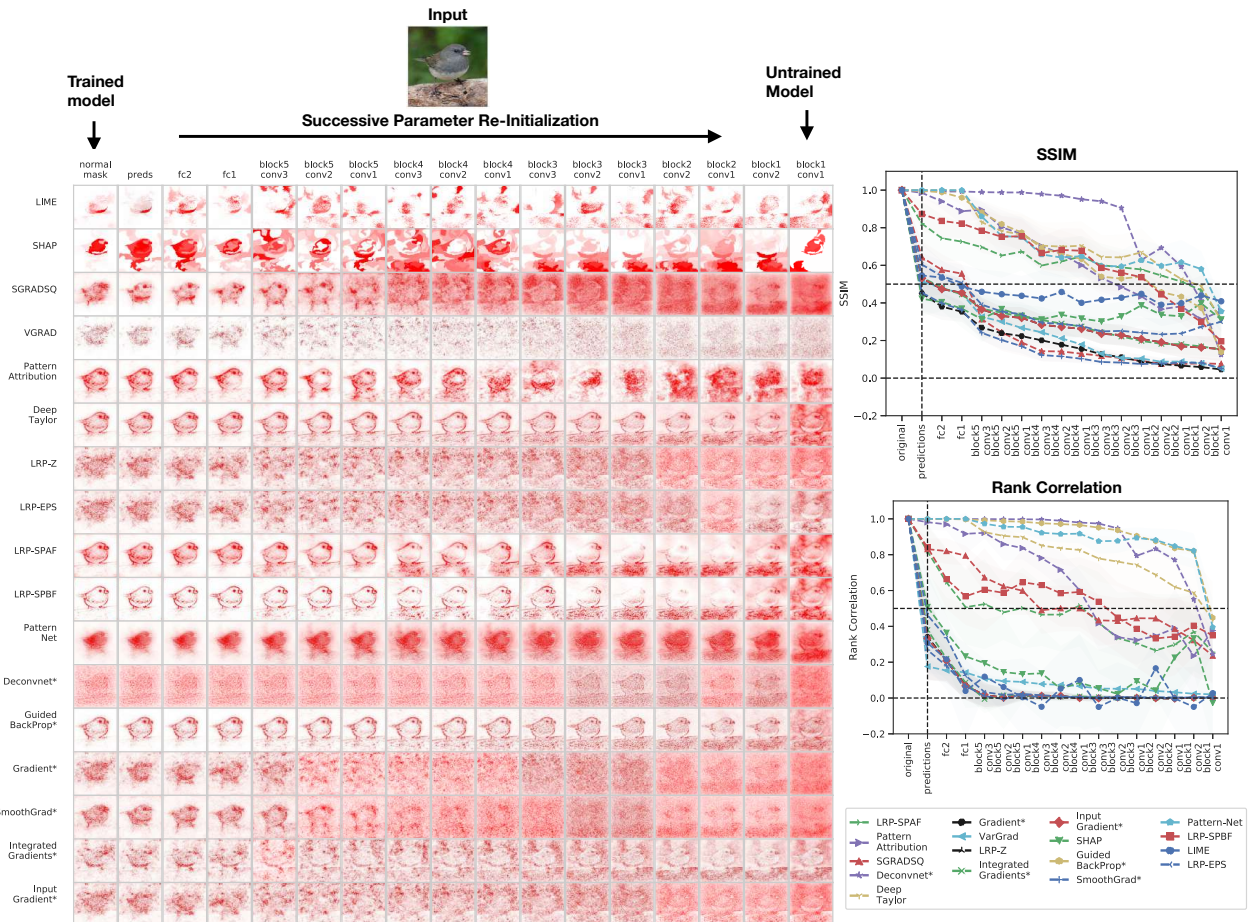 Input
Trained
model
Untrained
Model
Successive Parameter Re-Initialization
normal
mask
preds
fc2
fc1
block5
conv3
block5
conv2
block5
conv1
block4
conv3
block4
conv2
block4
conv1
block3
conv3
block3
conv2
block3
conv1
block2
conv2
block2
conv1
block1
conv2
block1
conv1
LIME
SHAP
SGRADSQ
VGRAD
Pattern
Attribution
Deep
Taylor
LRP-Z
LRP-EPS
LRP-SPAF
LRP-SPBF
Pattern
Net
Deconvnet*
Guided
BackProp*
Gradient*
moothGrad*
Integrated
Gradients*
Input
Gradient*
SSIM
1.0
0.8
0.6
0.4
0.2
0.0
−0.2
SSIM
original
predictions
fc2
fc1
block5
conv3
block5
conv2
block5
conv1
block4
conv3
block4
conv2
block4
conv1
block3
conv3
block3
conv2
block3
conv1
block2
conv2
block2
conv1
block1
conv2
block1
conv1
Rank Correlation
1.0
0.8
0.6
0.4
0.2
0.0
−0.2
Rank Correlation
original
predictions
fc2
fc1
block5
conv3
block5
conv2
block5
conv1
block4
conv3
block4
conv2
block4
conv1
block3
conv3
block3
conv2
block3
conv1
block2
conv2
block2
conv1
block1
conv2
block1
conv1
LRP-SPAF
Pattern
Attribution
SGRADSQ
Deconvnet*
Deep
Taylor
Gradient*
VarGrad
LRP-Z
Integrated
Gradients*
Input
Gradient*
SHAP
Guided
BackProp*
SmoothGrad*
Pattern-Net
LRP-SPBF
LIME
LRP-EPS